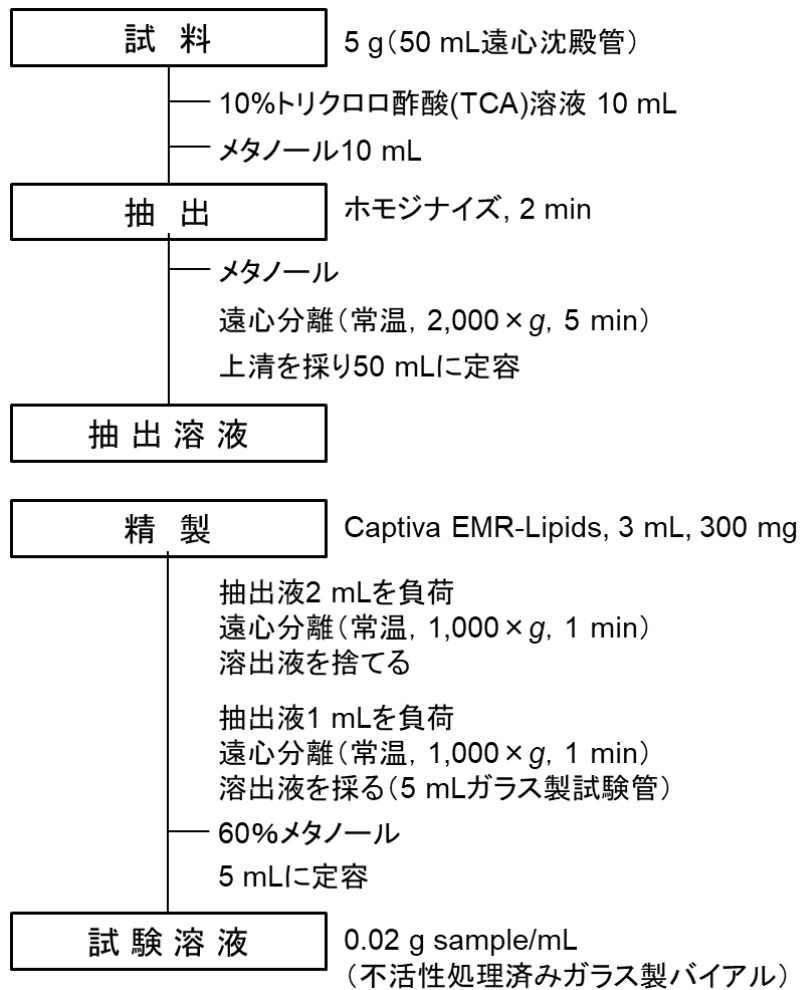 試 料
5 g(50 mL遠心沈殿管)
10%トリクロロ酢酸(TCA)溶液 10 mL
メタノール10 mL
抽 出
ホモジナイズ, 2 min
メタノール
遠心分離(常温, 2,000×g, 5 min)
上清を採り50 mLに定容
抽 出 溶 液
精 製
Captiva EMR-Lipids, 3 mL, 300 mg
抽出液2 mLを負荷
遠心分離(常温, 1,000×g, 1 min)
溶出液を捨てる
抽出液1 mLを負荷
遠心分離(常温, 1,000×g, 1 min)
溶出液を採る(5 mLガラス製試験管)
60%メタノール
5 mLに定容
試 験 溶 液
0.02 g sample/mL
(不活性処理済みガラス製バイアル)